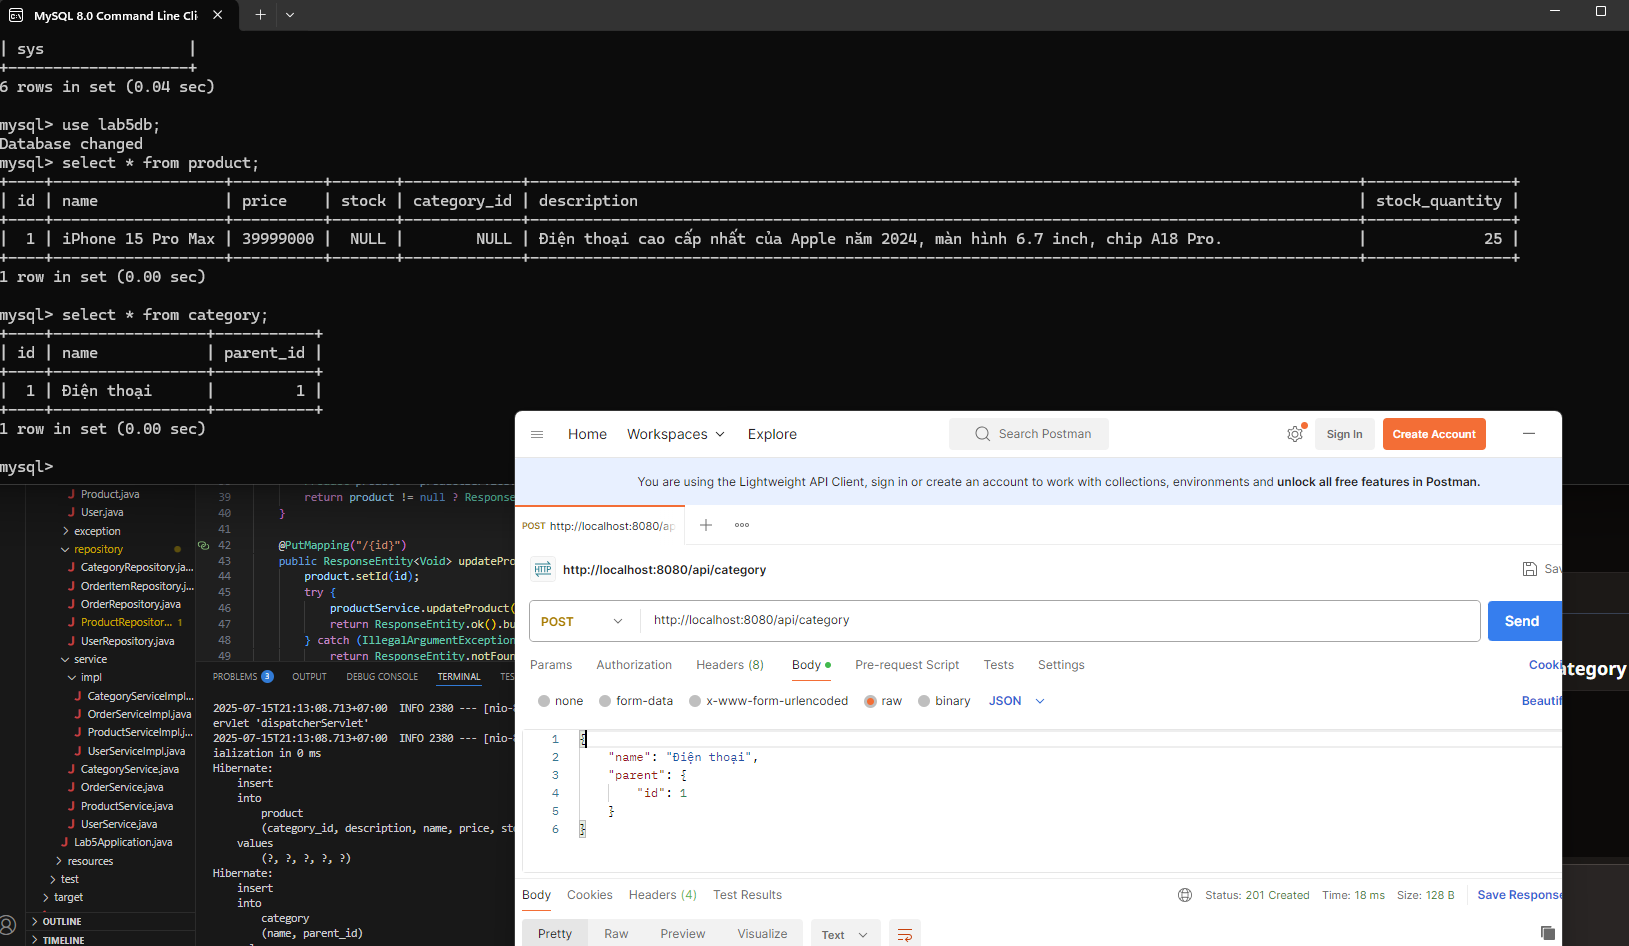 MySQL 8.0 Command Line Cli
| sys                |
+--------------------+
6 rows in set (0.04 sec)
mysql> use lab5db;
Database changed
mysql> select * from product;
| id | name | price | stock | category_id | description | stock_quantity |
| 1 | iPhone 15 Pro Max | 39999000 | NULL | NULL | Điện thoại cao cấp nhất của Apple năm 2024, màn hình 6.7 inch, chip A18 Pro. | 25 |
1 row in set (0.00 sec)
mysql> select * from category;
| id | name | parent_id |
| 1 | Điện thoại | 1 |
1 row in set (0.00 sec)
mysql>
Product.java
User.java
exception
repository
CategoryRepository.ja...
OrderItemRepository.j...
OrderRepository.java
ProductRepositor... 1
UserRepository.java
service
impl
CategoryServiceImpl...
OrderServiceImpl.java
ProductServiceImpl.j...
UserServiceImpl.java
CategoryService.java
OrderService.java
ProductService.java
UserService.java
Lab5Application.java
resources
test
target
OUTLINE
TIMELINE
39 return product != null ? Response
40 }
41
42 @PutMapping("/{id}")
43 public ResponseEntity<Void> updatePro
44 product.setId(id);
45 try {
46 productService.updateProduct(
47 return ResponseEntity.ok().bu
48 } catch (IllegalArgumentException
49 return ResponseEntity.notFoun
PROBLEMS 3 OUTPUT DEBUG CONSOLE TERMINAL TES
2025-07-15T21:13:08.713+07:00 INFO 2380 --- [nio-8
ervlet 'dispatcherServlet'
2025-07-15T21:13:08.713+07:00 INFO 2380 --- [nio-8
ialization in 0 ms
Hibernate:
insert
into
product
(category_id, description, name, price, sto
values
(?, ?, ?, ?, ?)
Hibernate:
insert
into
category
(name, parent_id)
Home Workspaces Explore Search Postman Sign In Create Account
You are using the Lightweight API Client, sign in or create an account to work with collections, environments and unlock all free features in Postman.
POST http://localhost:8080/ap
HTTP http://localhost:8080/api/category Sav
POST http://localhost:8080/api/category Send
Params Authorization Headers (8) Body Pre-request Script Tests Settings Cooki
none form-data x-www-form-urlencoded raw binary JSON Beautif
1 {
2 "name": "Điện thoại",
3 "parent": {
4 "id": 1
5 }
6 }
Body Cookies Headers (4) Test Results Status: 201 Created Time: 18 ms Size: 128 B Save Response
Pretty Raw Preview Visualize Text
ategory